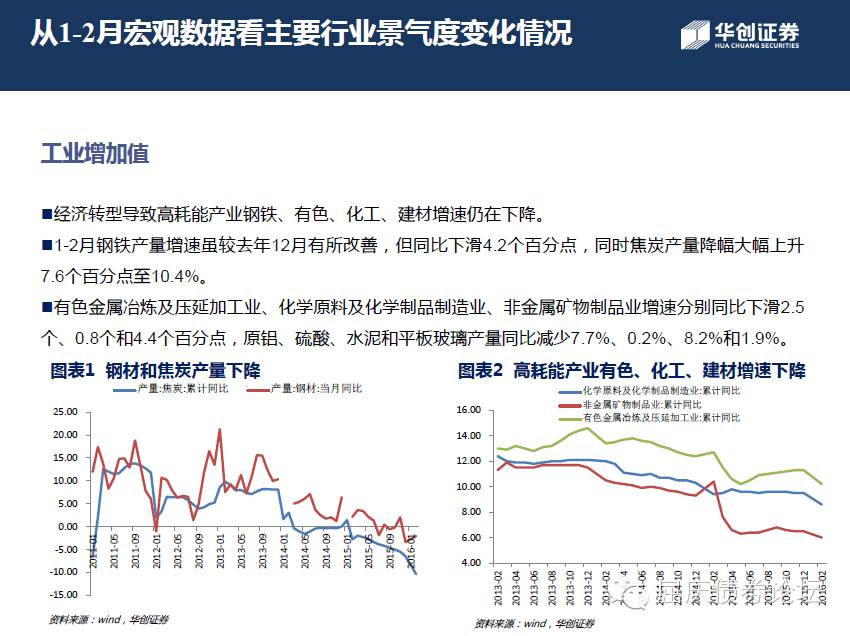 从1-2月宏观数据看主要行业景气度变化情况
华创证券
HUA CHUANG SECURITIES
工业增加值
■经济转型导致高耗能产业钢铁、有色、化工、建材增速仍在下降。
■1-2月钢铁产量增速虽较去年12月有所改善，但同比下滑4.2个百分点，同时焦炭产量降幅大幅上升
7.6个百分点至10.4%。
■有色金属冶炼及压延加工业、化学原料及化学制品制造业、非金属矿物制品业增速分别同比下滑2.5
个、0.8个和4.4个百分点，原铝、硫酸、水泥和平板玻璃产量同比减少7.7%、0.2%、8.2%和1.9%。
图表1 钢材和焦炭产量下降
产量:焦炭:累计同比 产量:钢材:当月同比
25.00
20.00
15.00
10.00
5.00
0.00
-5.00
-10.00
-15.00
2011-01 2011-05 2011-09 2012-01 2012-05 2012-09 2013-01 2013-05 2013-09 2014-01 2014-05 2014-09 2015-01 2015-05 2015-09 2016-01
资料来源：wind，华创证券
图表2 高耗能产业有色、化工、建材增速下降
化学原料及化学制品制造业:累计同比
非金属矿物制品业:累计同比
有色金属冶炼及压延加工业:累计同比
16.00
14.00
12.00
10.00
8.00
6.00
4.00
2013-02 2013-04 2013-06 2013-08 2013-10 2013-12 2014-02 2014-10 2014-12 2015-02 2015-04 2015-06 2015-08 2015-10 2015-12 2016-02
资料来源：wind，华创证券
屈庆债券论坛